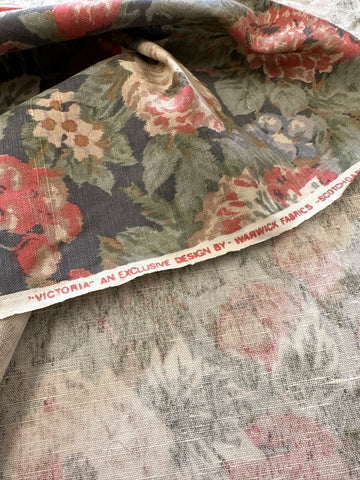 "VICTORIA" AN EXCLUSIVE DESIGN BY - WARWICK FABRICS -